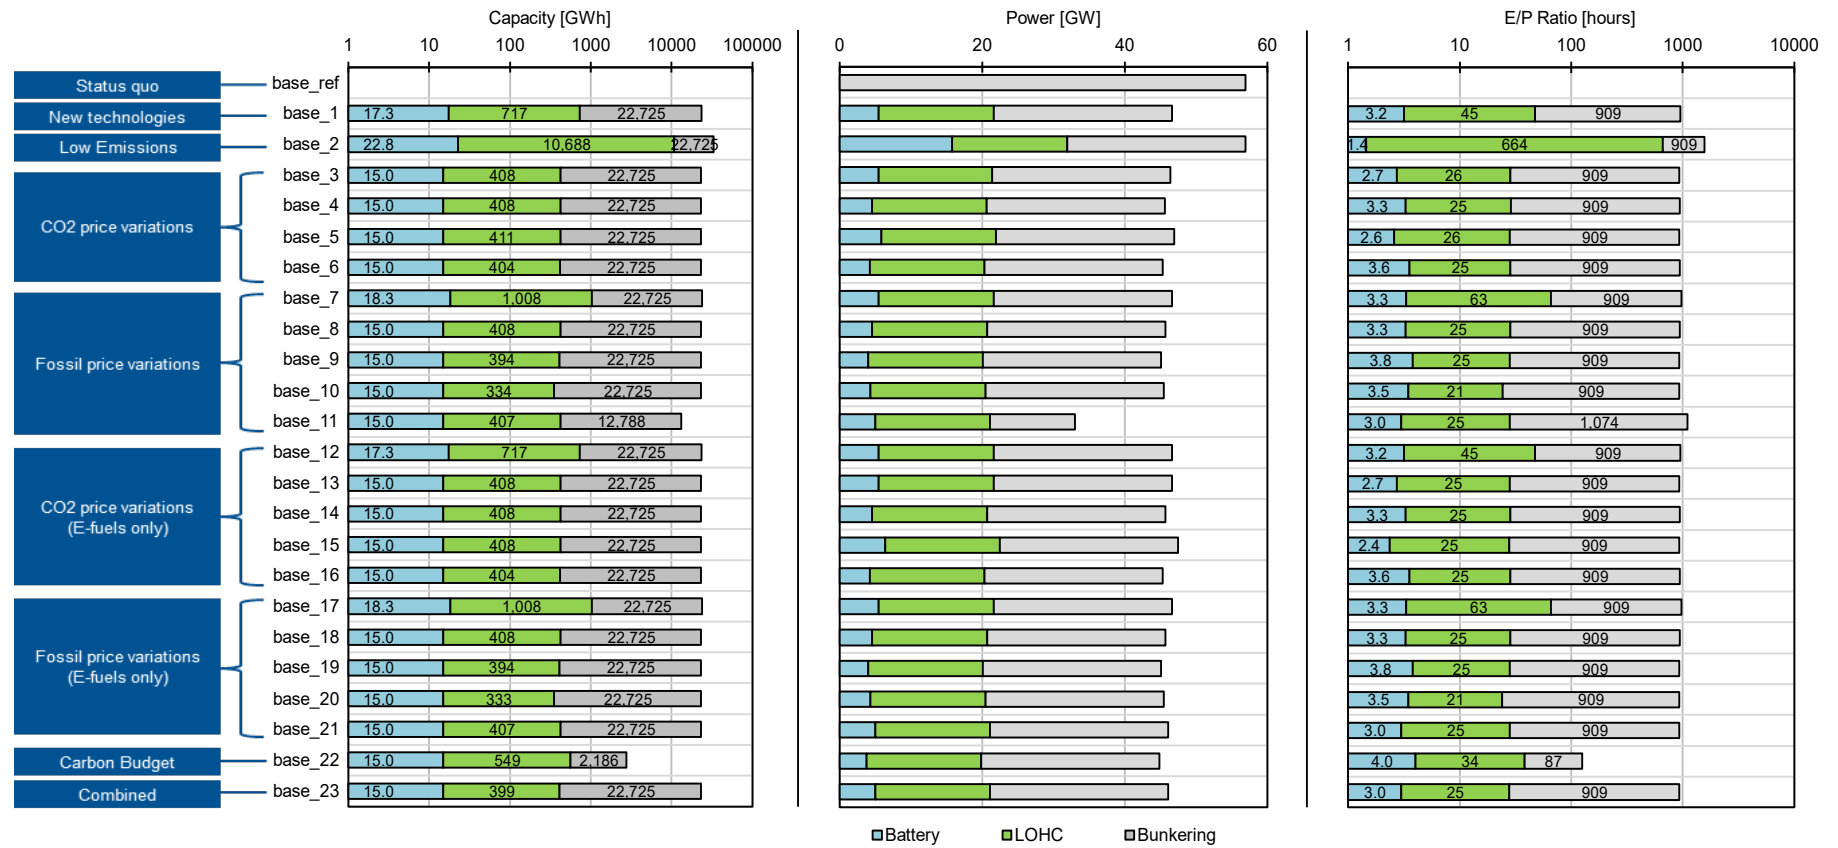 Capacity [GWh] Power [GW] E/P Ratio [hours]
1 10 100 1000 10000 100000 0 20 40 60 1 10 100 1000 10000
Status quo base_ref
New technologies base_1 17.3 717 22,725 3.2 45 909
Low Emissions base_2 22.8 10,688 22,725 1.4 664 909
base_3 15.0 408 22,725 2.7 26 909
base_4 15.0 408 22,725 3.3 25 909
CO2 price variations
base_5 15.0 411 22,725 2.6 26 909
base_6 15.0 404 22,725 3.6 25 909
base_7 18.3 1,008 22,725 3.3 63 909
base_8 15.0 408 22,725 3.3 25 909
Fossil price variations
base_9 15.0 394 22,725 3.8 25 909
base_10 15.0 334 22,725 3.5 21 909
base_11 15.0 407 12,788 3.0 25 1,074
base_12 17.3 717 22,725 3.2 45 909
base_13 15.0 408 22,725 2.7 25 909
CO2 price variations
base_14 15.0 408 22,725 3.3 25 909
(E-fuels only)
base_15 15.0 408 22,725 2.4 25 909
base_16 15.0 404 22,725 3.6 25 909
base_17 18.3 1,008 22,725 3.3 63 909
base_18 15.0 408 22,725 3.3 25 909
Fossil price variations
base_19 15.0 394 22,725 3.8 25 909
(E-fuels only)
base_20 15.0 333 22,725 3.5 21 909
base_21 15.0 407 22,725 3.0 25 909
Carbon Budget base_22 15.0 549 2,186 4.0 34 87
Combined base_23 15.0 399 22,725 3.0 25 909
Battery LOHC Bunkering